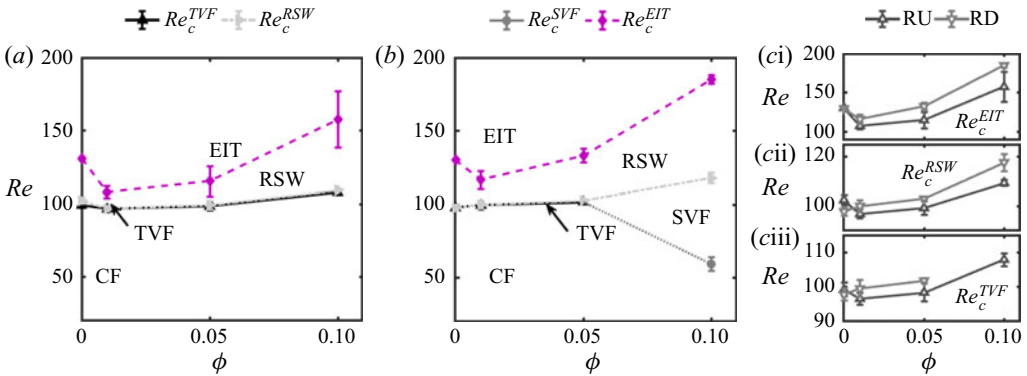 Re_c^TVF Re_c^RSW
Re_c^SVF Re_c^EIT
RU RD
(a)
200
150
100
50
Re
EIT
RSW
TVF
CF
0 0.05 0.10
ϕ
(b)
200
150
100
50
EIT
RSW
SVF
TVF
CF
0 0.05 0.10
ϕ
(ci)
200
150
100
Re
Re_c^EIT
(cii)
120
100
Re
Re_c^RSW
(ciii)
110
100
90
Re
Re_c^TVF
0 0.05 0.10
ϕ